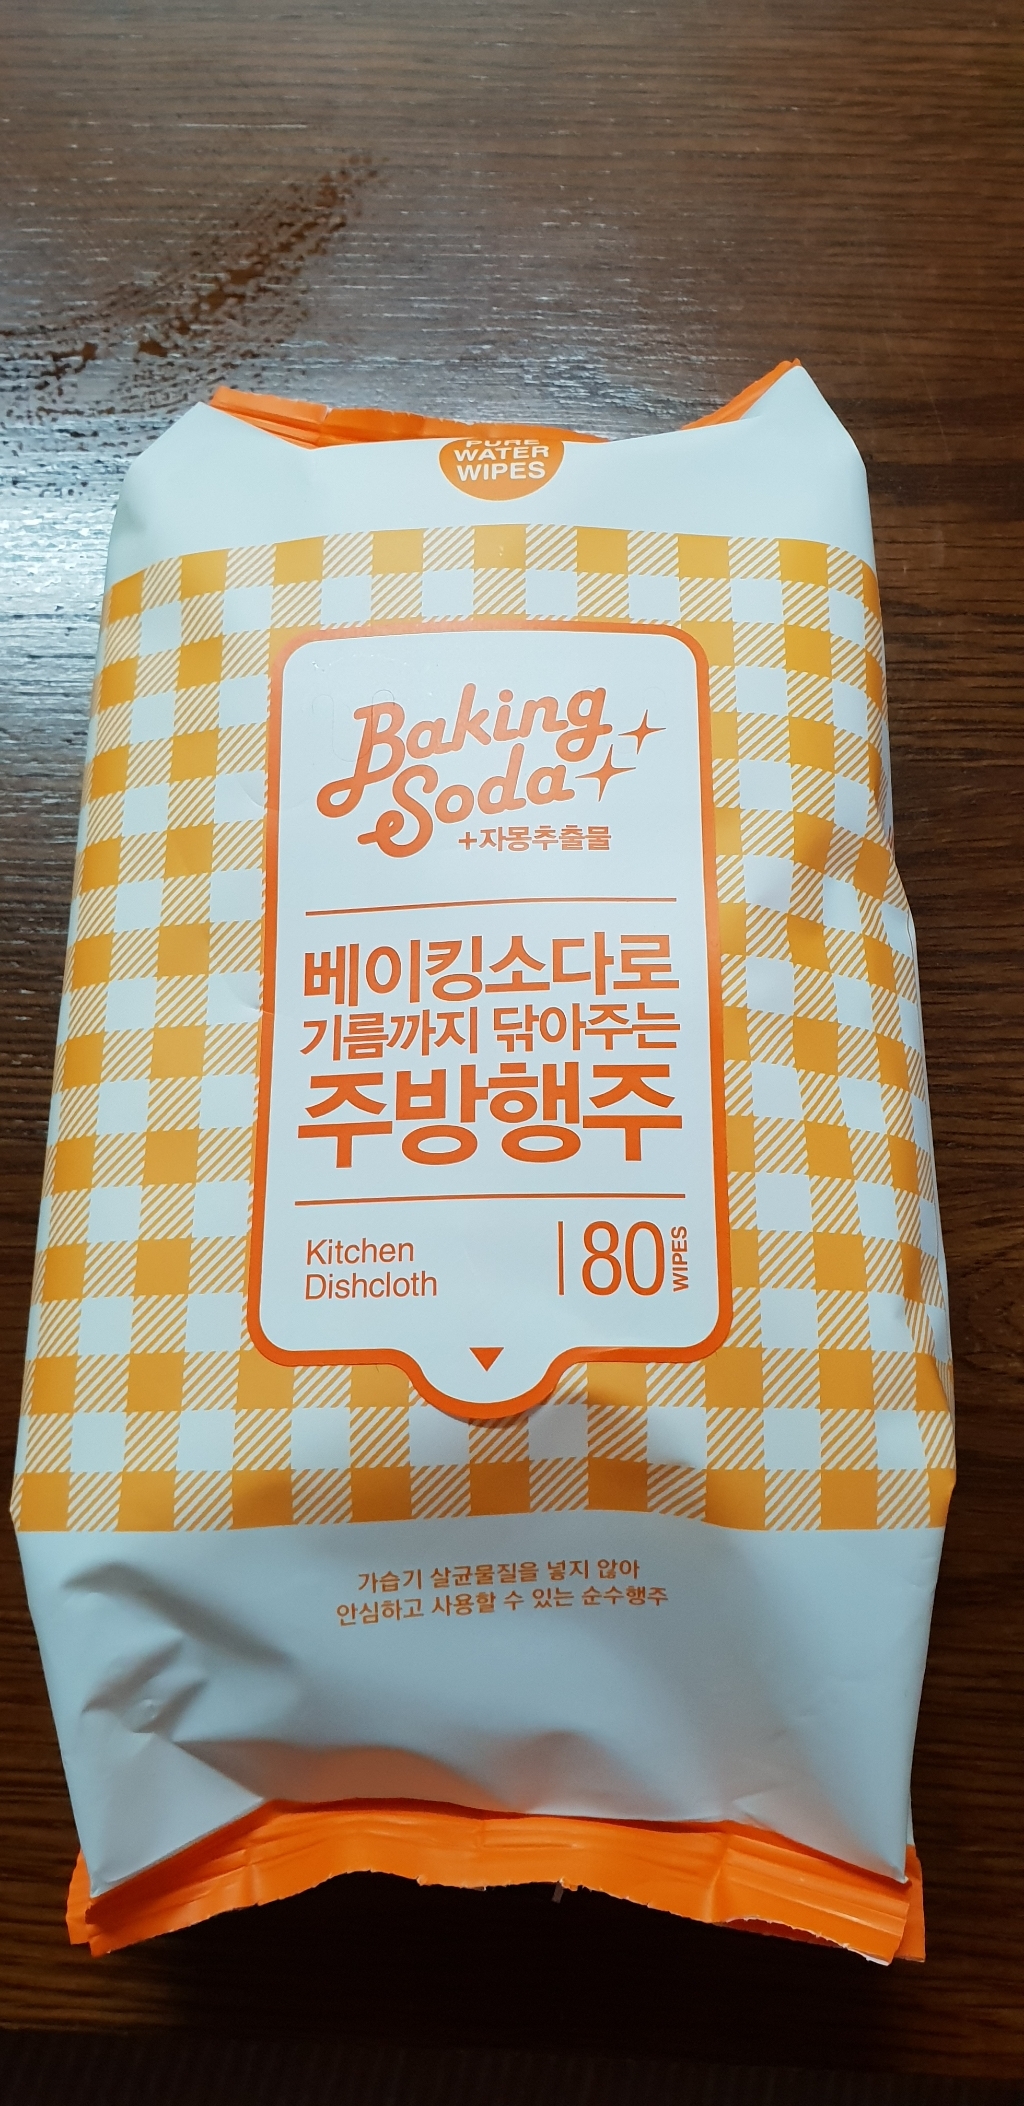 PURE
WATER
WIPES
Baking
Soda
+자몽추출물
베이킹소다로
기름까지 닦아주는
주방행주
Kitchen
Dishcloth
80 WIPES
가습기 살균물질을 넣지 않아
안심하고 사용할 수 있는 순수행주